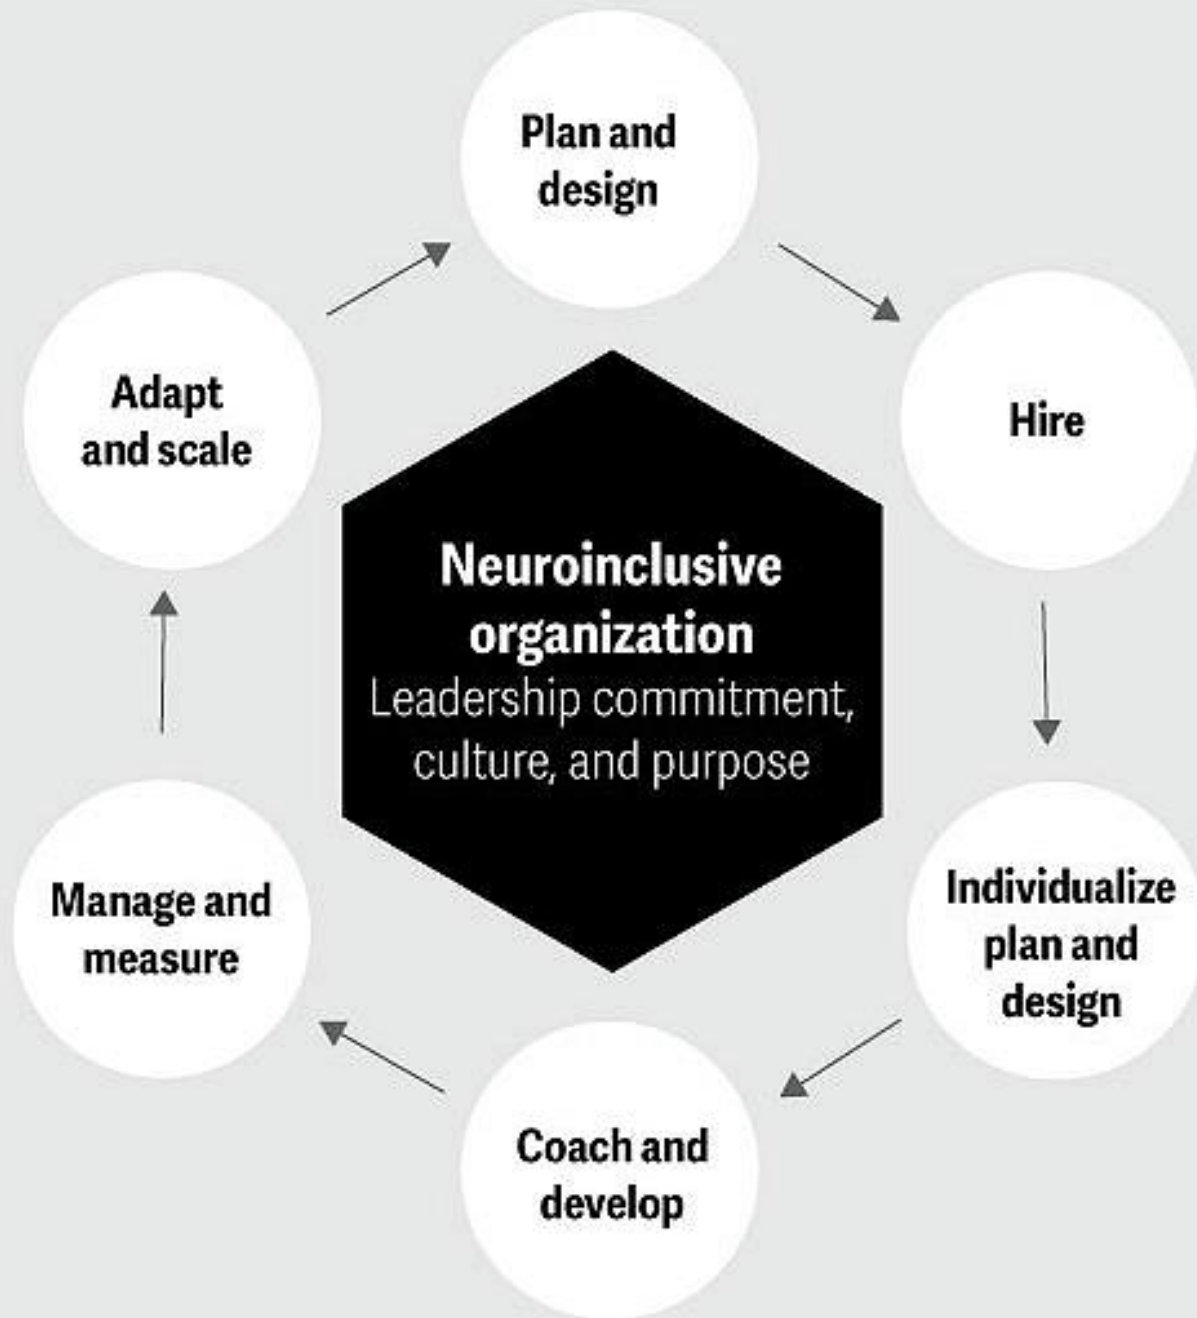 Plan and
design
Hire
Individualize
plan and
design
Coach and
develop
Manage and
measure
Adapt
and scale
Neuroinclusive
organization
Leadership commitment,
culture, and purpose